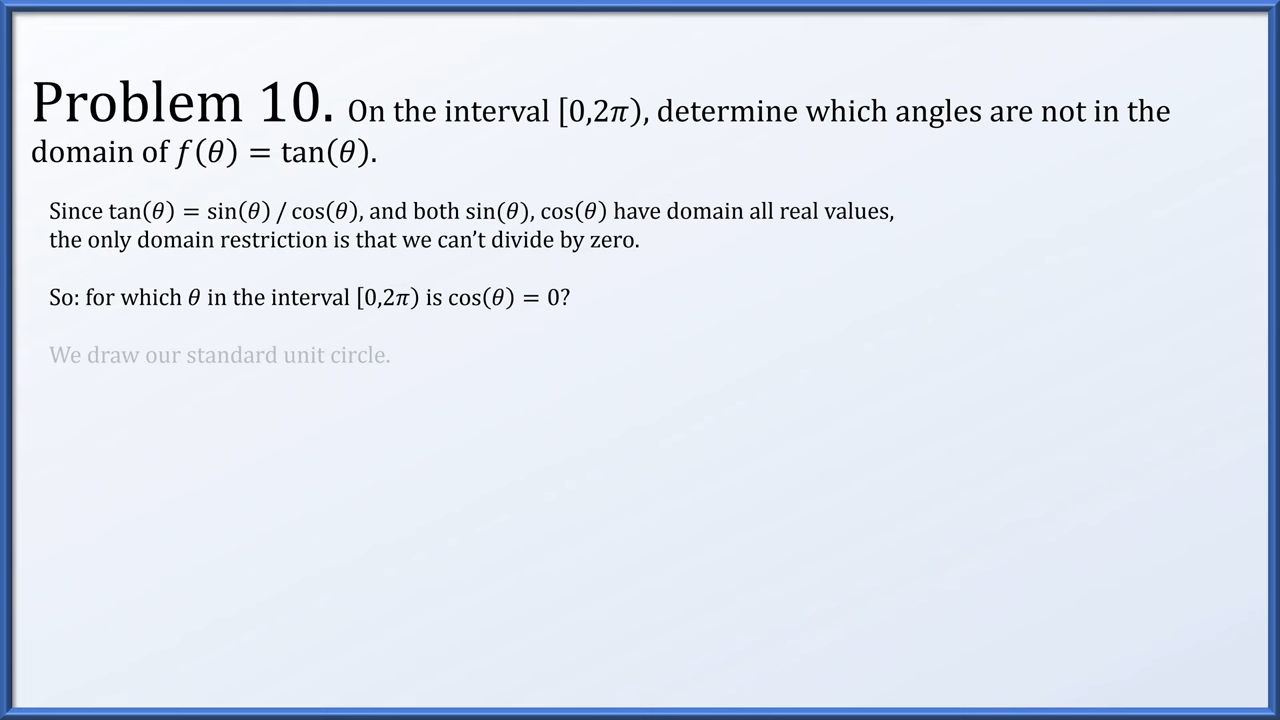 Problem 10. On the interval [0,2𝜋), determine which angles are not in the
domain of 𝑓(𝜃) = tan(𝜃).
Since tan(𝜃) = sin(𝜃) / cos(𝜃), and both sin(𝜃), cos(𝜃) have domain all real values,
the only domain restriction is that we can’t divide by zero.
So: for which 𝜃 in the interval [0,2𝜋) is cos(𝜃) = 0?
We draw our standard unit circle.